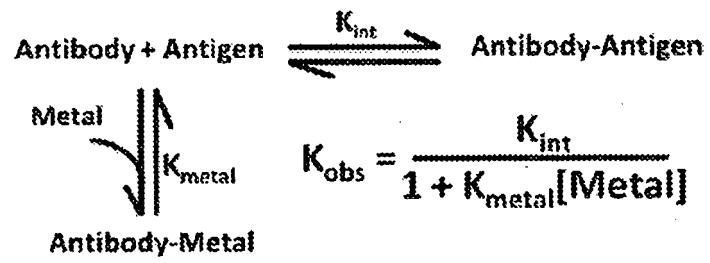 K_int
Antibody + Antigen ⇌ Antibody-Antigen
Metal
K_metal
K_obs = K_int / 1 + K_metal[Metal]
Antibody-Metal